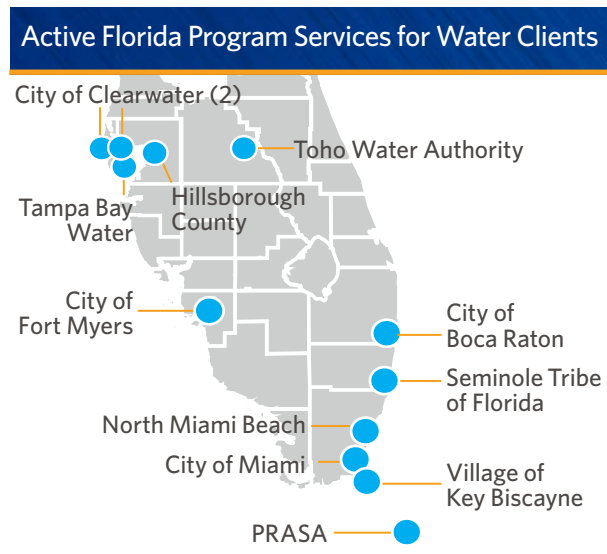 Active Florida Program Services for Water Clients
City of Clearwater (2)
Toho Water Authority
Hillsborough
County
Tampa Bay
Water
City of
Fort Myers
City of
Boca Raton
Seminole Tribe
of Florida
North Miami Beach
City of Miami
Village of
Key Biscayne
PRASA